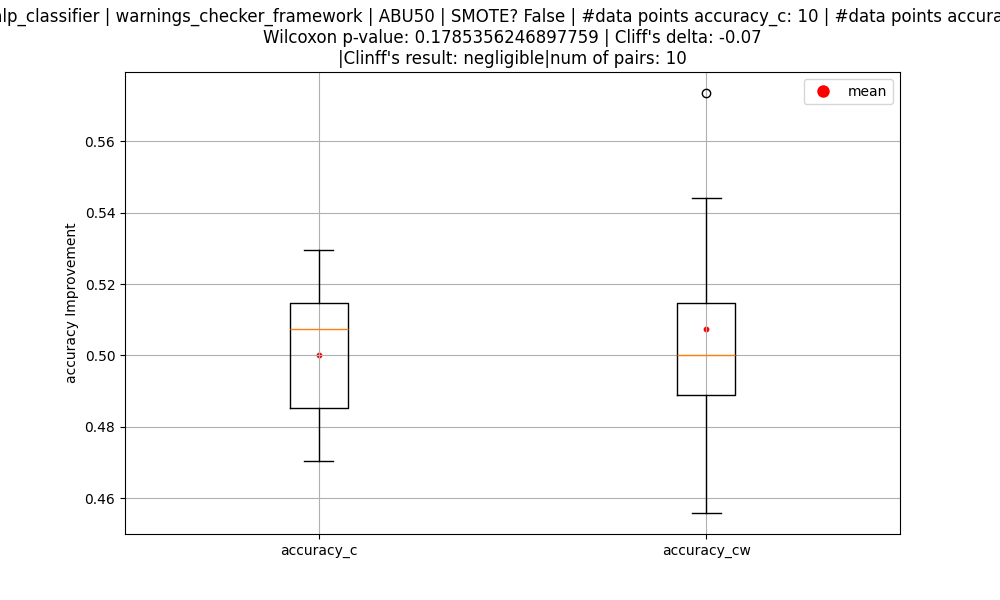 | warnings_checker_framework | ABU50 | SMOTE? False | #data points accuracy_c: 10 | #data points
Wilcoxon p-value: 0.1785356246897759 | Cliff's delta: -0.07
|Clinff's result: negligible|num of pairs: 10
mean
0.56
0.54
0.52
0.50
0.48
0.46
accuracy Improvement
accuracy_c
accuracy_cw